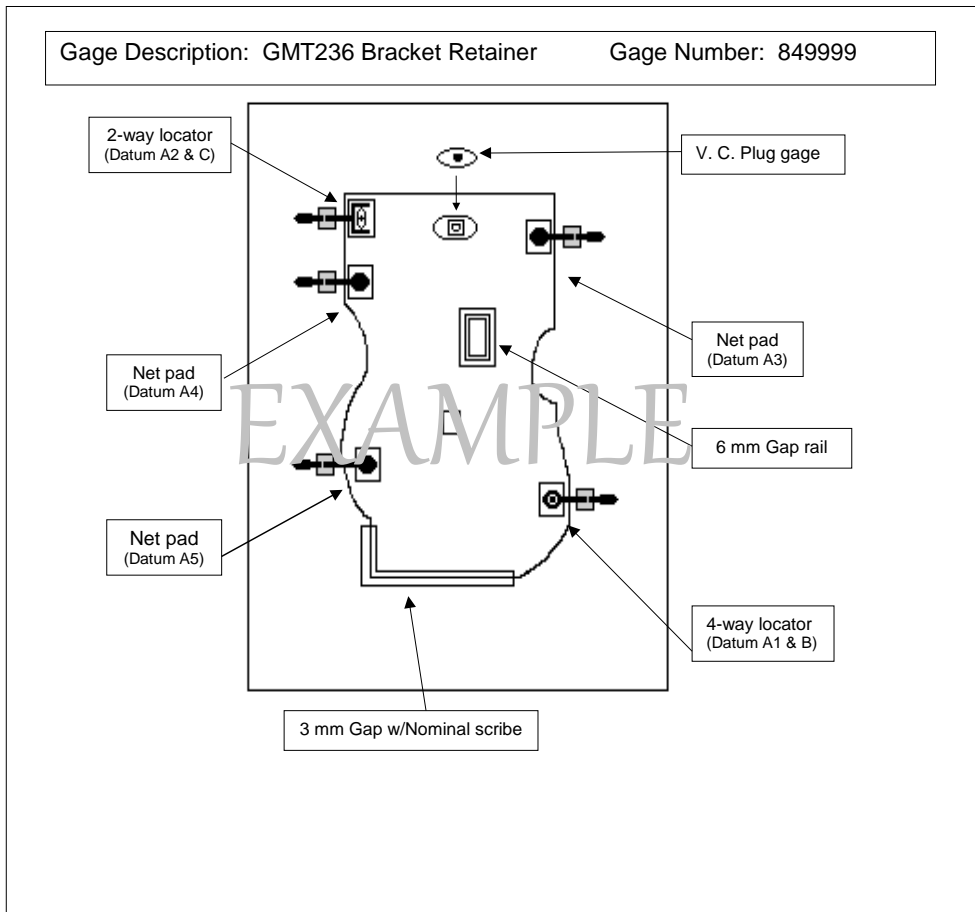 Gage Description: GMT236 Bracket Retainer Gage Number: 849999
2-way locator
(Datum A2 & C)
V. C. Plug gage
Net pad
(Datum A3)
Net pad
(Datum A4)
EXAMPLE
6 mm Gap rail
Net pad
(Datum A5)
4-way locator
(Datum A1 & B)
3 mm Gap w/Nominal scribe